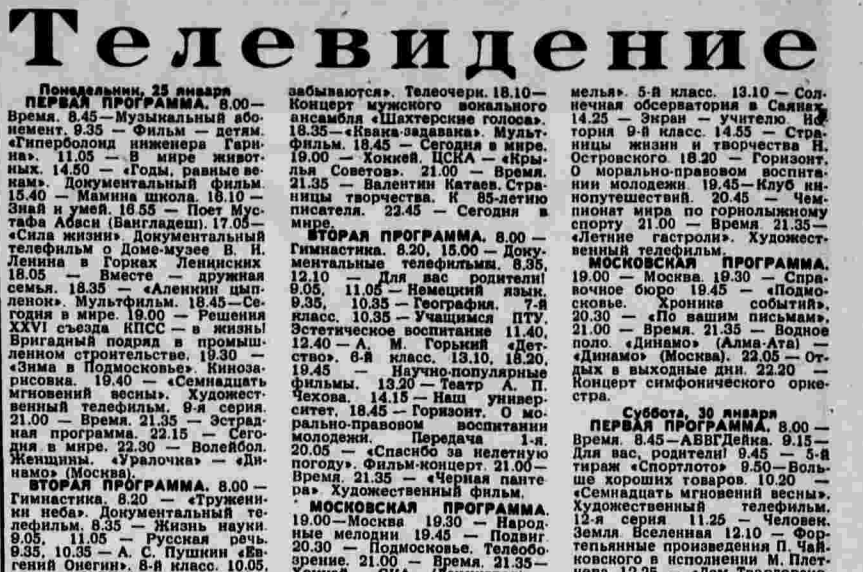 Телевидение
Понедельник, 25 января
ПЕРВАЯ ПРОГРАММА. 8.00—
Время. 8.45—Музыкальный або-
немент. 9.35 — Фильм — детям.
«Гиперболоид инженера Гари-
на». 11.05 — В мире живот-
ных. 14.50 — «Годы, равные ве-
кам». Документальный фильм.
15.40 — Мамина школа. 16.10 —
Знай и умей. 16.55 — Поет Мус-
тафа Абаси (Бангладеш). 17.05—
«Сила жизни». Документальный
телефильм о Доме-музее В. И.
Ленина в Горках Ленинских
18.05 — Вместе — дружная
семья. 18.35 — «Аленкин цып-
ленок». Мультфильм. 18.45—Се-
годня в мире. 19.00 — Решения
XXVI съезда КПСС — в жизнь!
Бригадный подряд в промыш-
ленном строительстве. 19.30 —
«Зима в Подмосковье». Киноза-
рисовка. 19.40 — «Семнадцать
мгновений весны». Художест-
венный телефильм. 9-я серия.
21.00 — Время. 21.35 — Эстрад-
ная программа. 22.15 — Сего-
дня в мире. 22.30 — Волейбол.
Женщины. «Уралочка» — «Ди-
намо» (Москва).
ВТОРАЯ ПРОГРАММА. 8.00 —
Гимнастика. 8.20 — «Тружени-
ки неба». Документальный те-
лефильм. 8.35 — Жизнь науки.
9.05, 11.05 — Русская речь.
9.35, 10.35 — А. С. Пушкин «Ев-
гений Онегин». 8-й класс. 10.05,
забываются». Телеочерк. 18.10—
Концерт мужского вокального
ансамбля «Шахтерские голоса».
18.35—«Квака-задавака». Мульт-
фильм. 18.45 — Сегодня в мире.
19.00 — Хоккей. ЦСКА — «Кры-
лья Советов». 21.00 — Время.
21.35 — Валентин Катаев. Стра-
ницы творчества. К 85-летию
писателя. 22.45 — Сегодня в
мире.
ВТОРАЯ ПРОГРАММА. 8.00 —
Гимнастика. 8.20, 15.00 — Доку-
ментальные телефильмы. 8.35,
12.10 — Для вас родители!
9.05, 11.05 — Немецкий язык.
9.35, 10.35 — География. 7-й
класс. 10.35 — Учащимся ПТУ.
Эстетическое воспитание 11.40,
12.40 — А. М. Горький «Дет-
ство». 6-й класс. 13.10, 18.20,
19.45 — Научно-популярные
фильмы. 13.20 — Театр А. П.
Чехова. 14.15 — Наш универ-
ситет. 18.45 — Горизонт. О мо-
рально-правовом воспитании
молодежи. Передача 1-я.
20.05 — «Спасибо за нелетную
погоду». Фильм-концерт. 21.00—
Время. 21.35 — «Черная панте-
ра» Художественный фильм.
МОСКОВСКАЯ ПРОГРАММА.
19.00—Москва 19.30 — Народ-
ные мелодии 19.45 — Подвиг.
20.30 — Подмосковье. Телеобо-
зрение. 21.00 — Время. 21.35—
мелья». 5-й класс. 13.10 — Сол-
нечная обсерватория в Саянах
14.25 — Экран — учителю. Ис
тория 9-й класс. 14.55 — Стра-
ницы жизни и творчества Н.
Островского. 18.20 — Горизонт.
О морально-правовом воспита-
нии молодежи. 19.45—Клуб ки-
нопутешествий. 20.45 — Чем-
пионат мира по горнолыжному
спорту 21.00 — Время 21.35—
«Летние гастроли». Художест-
венный телефильм.
МОСКОВСКАЯ ПРОГРАММА.
19.00 — Москва. 19.30 — Спра-
вочное бюро 19.45 — «Подмо-
сковье. Хроника событий».
20.30 — «По вашим письмам».
21.00 — Время. 21.35 — Водное
поло. «Динамо» (Алма-Ата) —
«Динамо» (Москва). 22.05 — От-
дых в выходные дни. 22.20 —
Концерт симфонического орке-
стра.
Суббота, 30 января
ПЕРВАЯ ПРОГРАММА. 8.00 —
Время. 8.45—АБВГДейка. 9.15—
Для вас, родители! 9.45 — 5-й
тираж «Спортлото» 9.50—Боль-
ше хороших товаров. 10.20 —
«Семнадцать мгновений весны».
Художественный телефильм.
12-я серия 11.25 — Человек.
Земля Вселенная 12.10 — Фор-
тепьянные произведения П. Чай-
ковского в исполнении М. Плет-